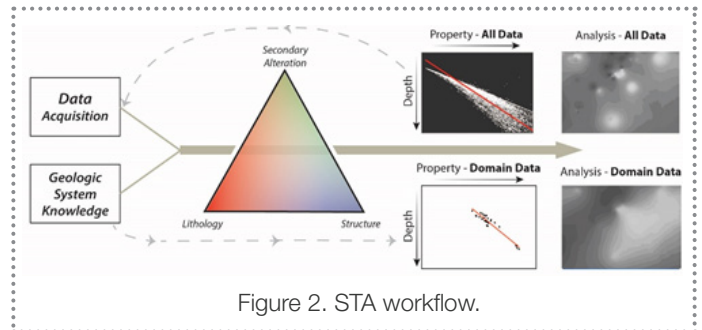 Property - All Data
Analysis - All Data
Secondary
Alteration
Depth
Data
Acquisition
Property - Domain Data
Analysis - Domain Data
Geologic
System
Knowledge
Depth
Lithology
Structure
Figure 2. STA workflow.